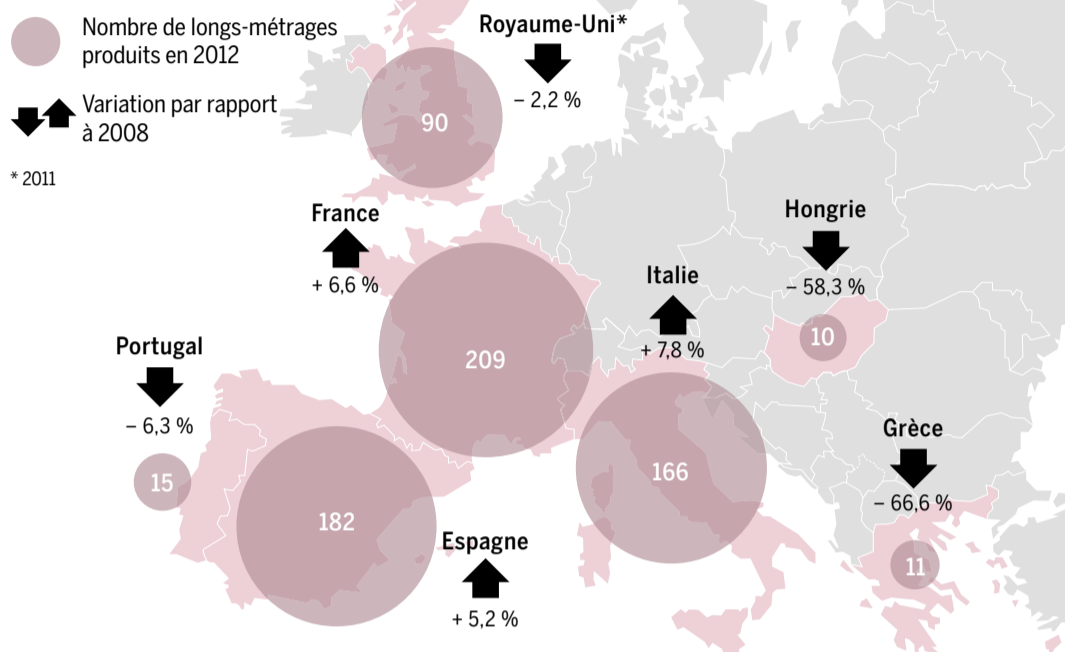 Nombre de longs-métrages
produits en 2012
Variation par rapport
à 2008
* 2011
Royaume-Uni*
– 2,2 %
90
France
+ 6,6 %
209
Hongrie
– 58,3 %
10
Italie
+ 7,8 %
166
Portugal
– 6,3 %
15
182
Espagne
+ 5,2 %
Grèce
– 66,6 %
11